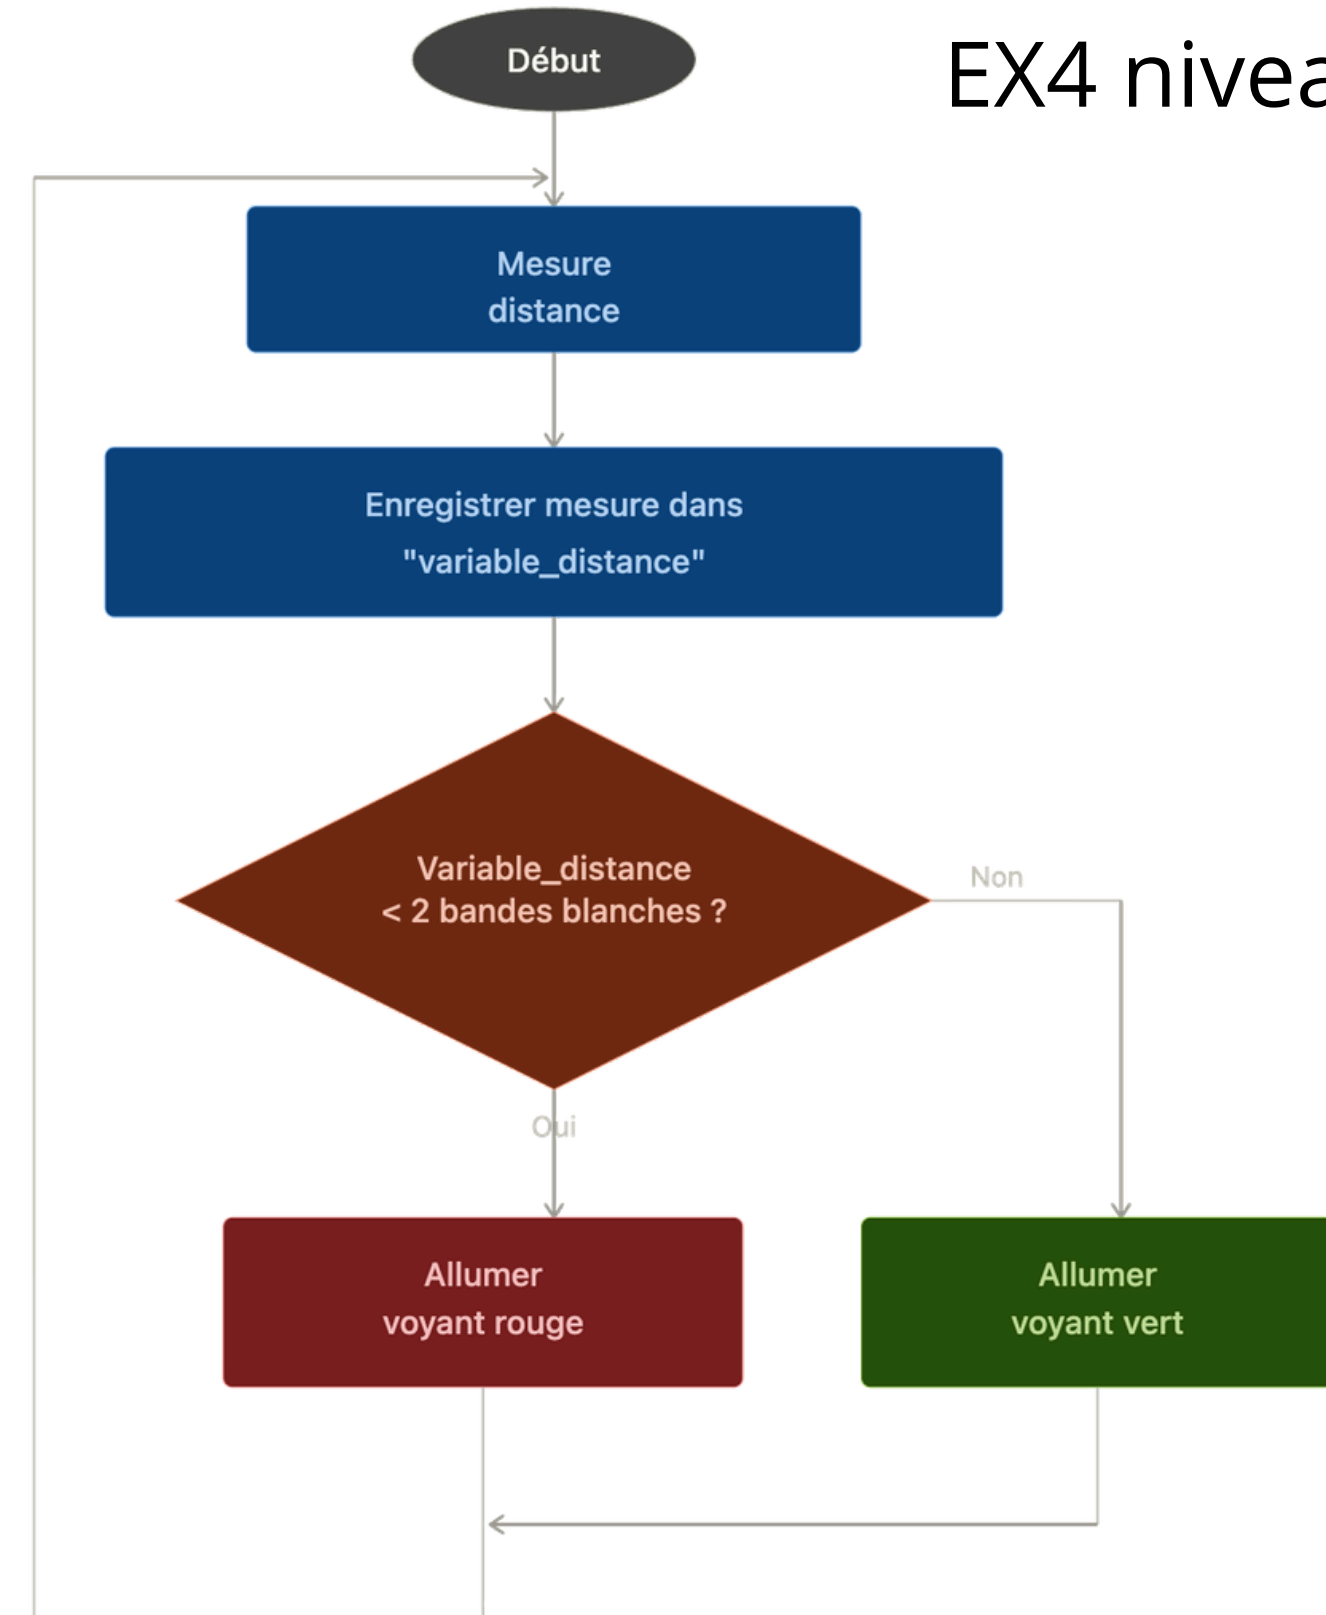 Début
EX4 nivea
Mesure
distance
Enregistrer mesure dans
"variable_distance"
Variable_distance
< 2 bandes blanches ?
Non
Oui
Allumer
voyant rouge
Allumer
voyant vert